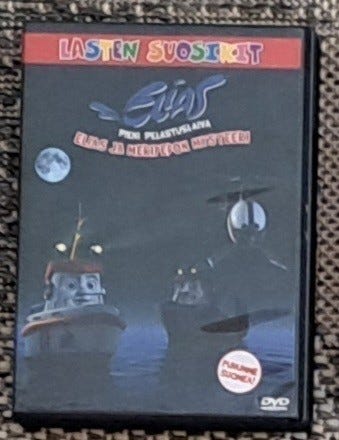 LASTEN SUOSIKIT
Elias
PIENI PELASTUSLAIVA
ELIAS JA MERIPEDON MYSTEERI
PUHUMME
SUOMEA!
DVD